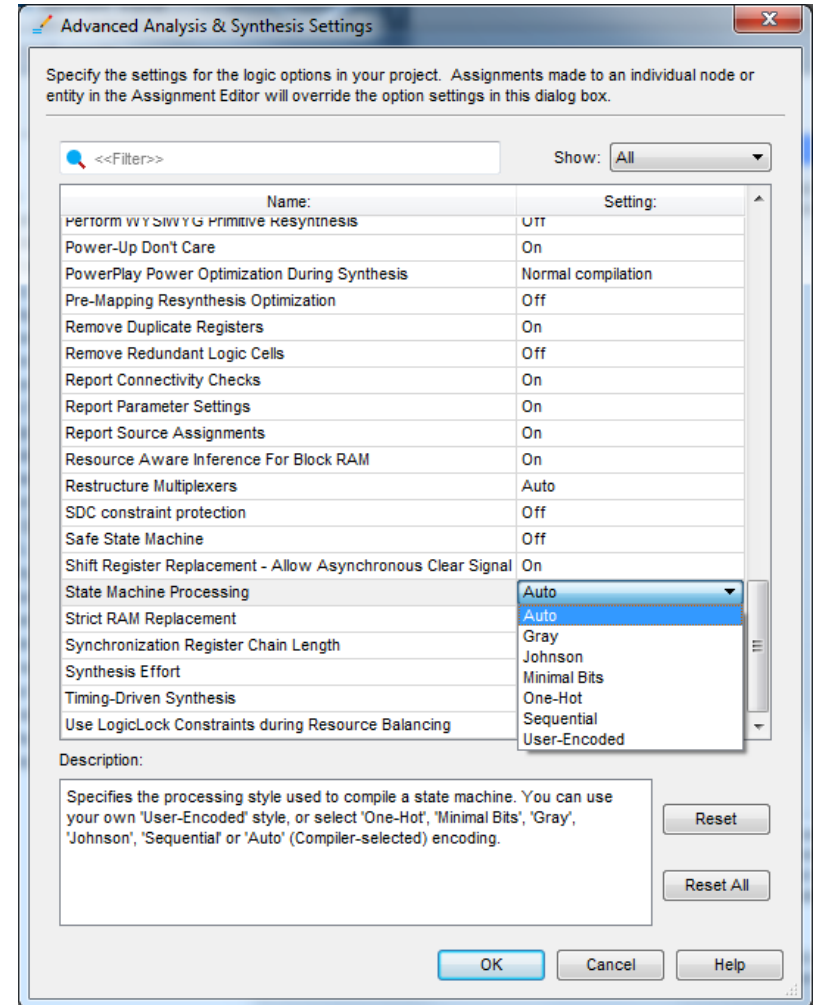 Advanced Analysis & Synthesis Settings
Specify the settings for the logic options in your project. Assignments made to an individual node or
entity in the Assignment Editor will override the option settings in this dialog box.
<<Filter>>
Show: All
Name: Setting:
Perform WYSIWYG Primitive Resynthesis Off
Power-Up Don't Care On
PowerPlay Power Optimization During Synthesis Normal compilation
Pre-Mapping Resynthesis Optimization Off
Remove Duplicate Registers On
Remove Redundant Logic Cells Off
Report Connectivity Checks On
Report Parameter Settings On
Report Source Assignments On
Resource Aware Inference For Block RAM On
Restructure Multiplexers Auto
SDC constraint protection Off
Safe State Machine Off
Shift Register Replacement - Allow Asynchronous Clear Signal On
State Machine Processing Auto
Strict RAM Replacement Auto
Synchronization Register Chain Length Gray
Johnson
Synthesis Effort Minimal Bits
Timing-Driven Synthesis One-Hot
Use LogicLock Constraints during Resource Balancing Sequential
User-Encoded
Description:
Specifies the processing style used to compile a state machine. You can use
your own 'User-Encoded' style, or select 'One-Hot', 'Minimal Bits', 'Gray',
'Johnson', 'Sequential' or 'Auto' (Compiler-selected) encoding.
Reset
Reset All
OK Cancel Help